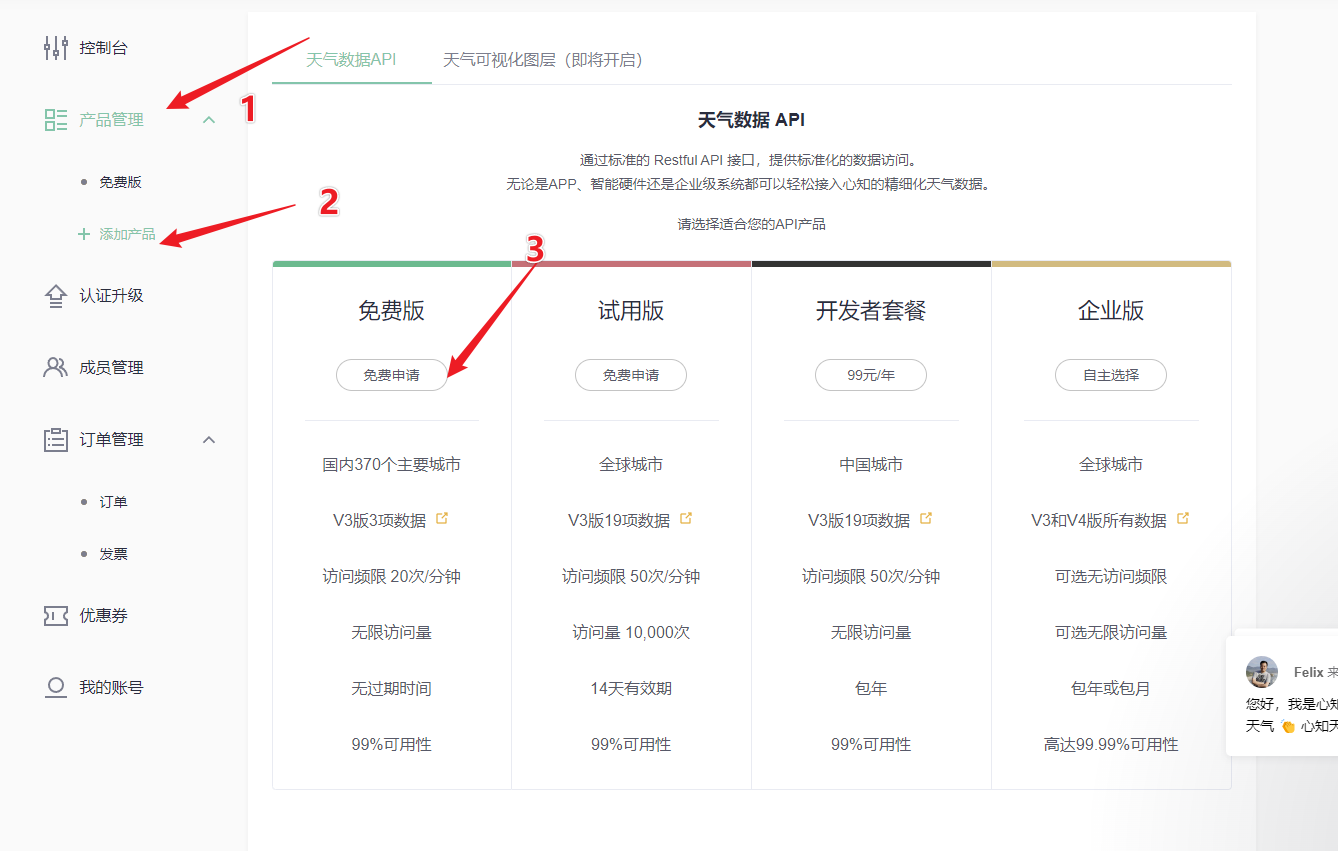 控制台
产品管理
1
免费版
添加产品
2
认证升级
成员管理
订单管理
订单
发票
优惠券
我的账号
天气数据API
天气可视化图层（即将开启）
天气数据 API
通过标准的 Restful API 接口，提供标准化的数据访问。
无论是APP、智能硬件还是企业级系统都可以轻松接入心知的精细化天气数据。
请选择适合您的API产品
3
免费版
免费申请
国内370个主要城市
V3版3项数据
访问频限 20次/分钟
无限访问量
无过期时间
99%可用性
试用版
免费申请
全球城市
V3版19项数据
访问频限 50次/分钟
访问量 10,000次
14天有效期
99%可用性
开发者套餐
99元/年
中国城市
V3版19项数据
访问频限 50次/分钟
无限访问量
包年
99%可用性
企业版
自主选择
全球城市
V3和V4版所有数据
可选无访问频限
可选无限访问量
包年或包月
高达99.99%可用性
Felix 来
您好，我是心知
天气 👏 心知天